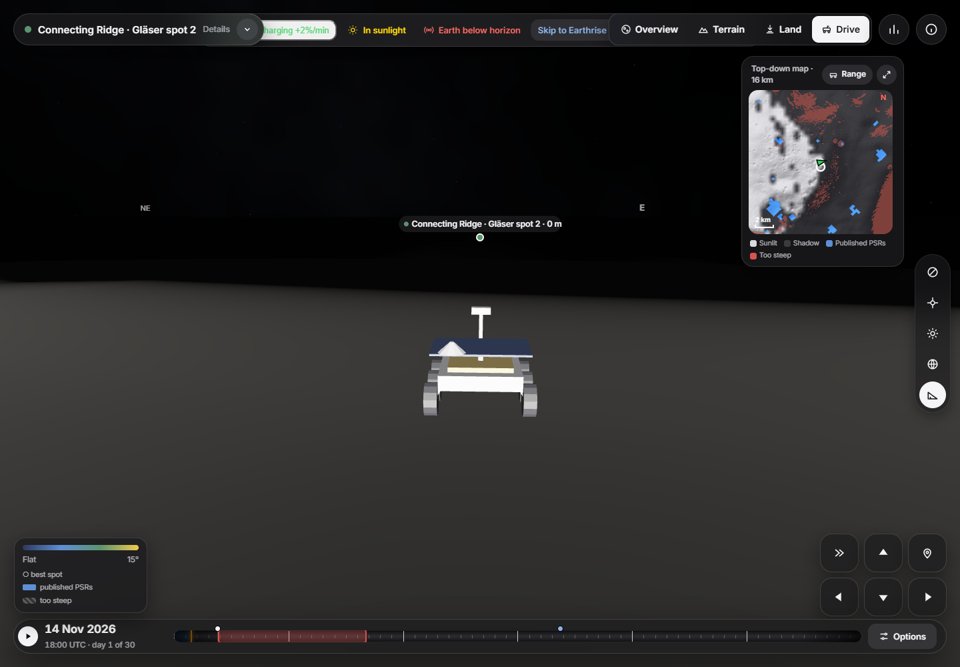 Connecting Ridge · Gläser spot 2 Details
harging +2%/min
In sunlight
Earth below horizon
Skip to Earthrise
Overview
Terrain
Land
Drive
Top-down map ·
16 km
Range
N
2 km
Sunlit
Shadow
Published PSRs
Too steep
NE
E
Connecting Ridge · Gläser spot 2 · 0 m
Flat 15°
best spot
published PSRs
too steep
14 Nov 2026
18:00 UTC · day 1 of 30
Options